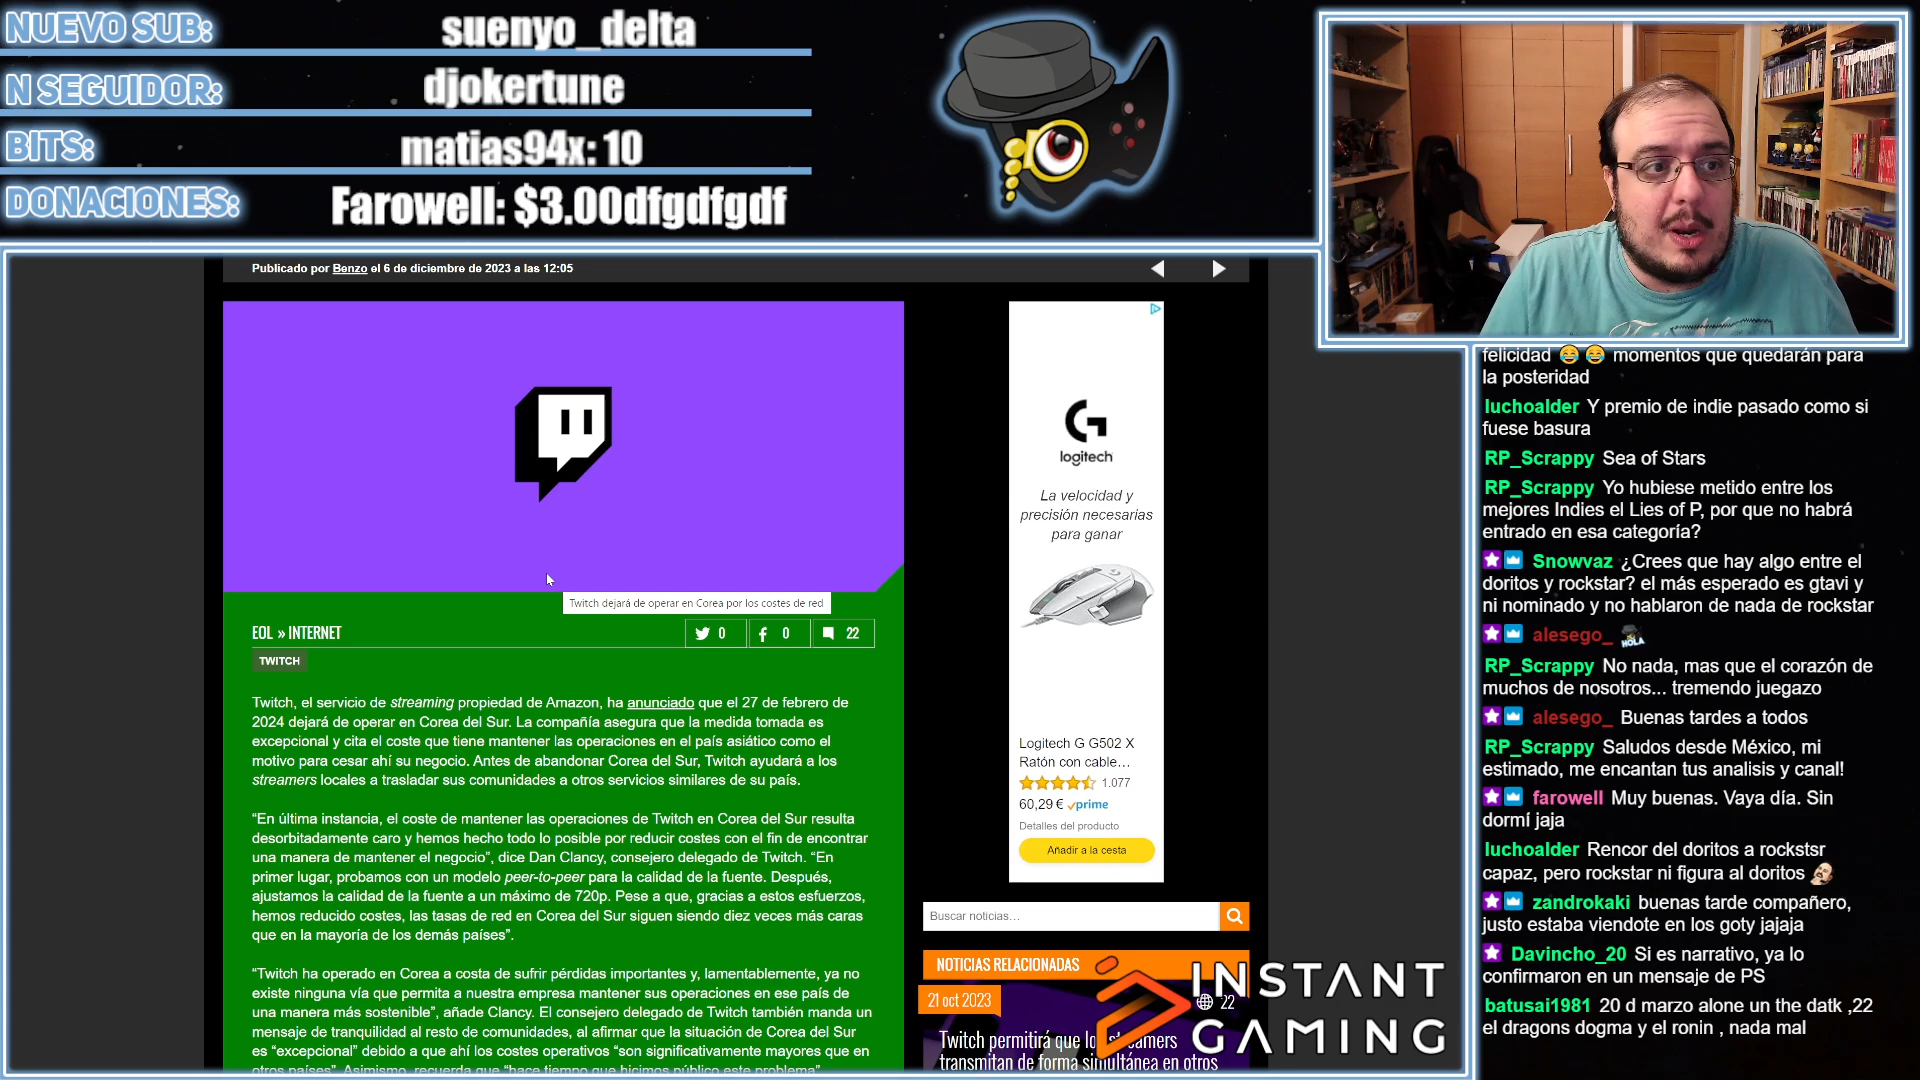 NUEVO SUB: suenyo_delta
N SEGUIDOR: djokertune
BITS: matias94x: 10
DONACIONES: Farowell: $3.00dfgdfgdf
Publicado por Benzo el 6 de diciembre de 2023 a las 12:05
Twitch dejará de operar en Corea por los costes de red
EOL » INTERNET
0
0
22
TWITCH
Twitch, el servicio de streaming propiedad de Amazon, ha anunciado que el 27 de febrero de
2024 dejará de operar en Corea del Sur. La compañía asegura que la medida tomada es
excepcional y cita el coste que tiene mantener las operaciones en el país asiático como el
motivo para cesar ahí su negocio. Antes de abandonar Corea del Sur, Twitch ayudará a los
streamers locales a trasladar sus comunidades a otros servicios similares de su país.
“En última instancia, el coste de mantener las operaciones de Twitch en Corea del Sur resulta
desorbitadamente caro y hemos hecho todo lo posible por reducir costes con el fin de encontrar
una manera de mantener el negocio”, dice Dan Clancy, consejero delegado de Twitch. “En
primer lugar, probamos con un modelo peer-to-peer para la calidad de la fuente. Después,
ajustamos la calidad de la fuente a un máximo de 720p. Pese a que, gracias a estos esfuerzos,
hemos reducido costes, las tasas de red en Corea del Sur siguen siendo diez veces más caras
que en la mayoría de los demás países”.
“Twitch ha operado en Corea a costa de sufrir pérdidas importantes y, lamentablemente, ya no
existe ninguna vía que permita a nuestra empresa mantener sus operaciones en ese país de
una manera más sostenible”, añade Clancy. El consejero delegado de Twitch también manda un
mensaje de tranquilidad al resto de comunidades, al afirmar que la situación de Corea del Sur
es “excepcional” debido a que ahí los costes operativos “son significativamente mayores que en
otros países”. Asimismo, recuerda que “hace tiempo que hicimos público este problema”
logitech
La velocidad y
precisión necesarias
para ganar
Logitech G G502 X
Ratón con cable...
1.077
60,29 € prime
Detalles del producto
Añadir a la cesta
Buscar noticias...
NOTICIAS RELACIONADAS
21 oct 2023
22
Twitch permitirá que los streamers
transmitan de forma simultánea en otros
INSTANT
GAMING
felicidad 😂 😂 momentos que quedarán para
la posteridad
luchoalder Y premio de indie pasado como si
fuese basura
RP_Scrappy Sea of Stars
RP_Scrappy Yo hubiese metido entre los
mejores Indies el Lies of P, por que no habrá
entrado en esa categoría?
Snowvaz ¿Crees que hay algo entre el
doritos y rockstar? el más esperado es gtavi y
ni nominado y no hablaron de nada de rockstar
alesego_ HOLA
RP_Scrappy No nada, mas que el corazón de
muchos de nosotros... tremendo juegazo
alesego_ Buenas tardes a todos
RP_Scrappy Saludos desde México, mi
estimado, me encantan tus analisis y canal!
farowell Muy buenas. Vaya día. Sin
dormí jaja
luchoalder Rencor del doritos a rockstsr
capaz, pero rockstar ni figura al doritos
zandrokaki buenas tarde compañero,
justo estaba viendote en los goty jajaja
Davincho_20 Si es narrativo, ya lo
confirmaron en un mensaje de PS
batusai1981 20 d marzo alone un the datk ,22
el dragons dogma y el ronin , nada mal